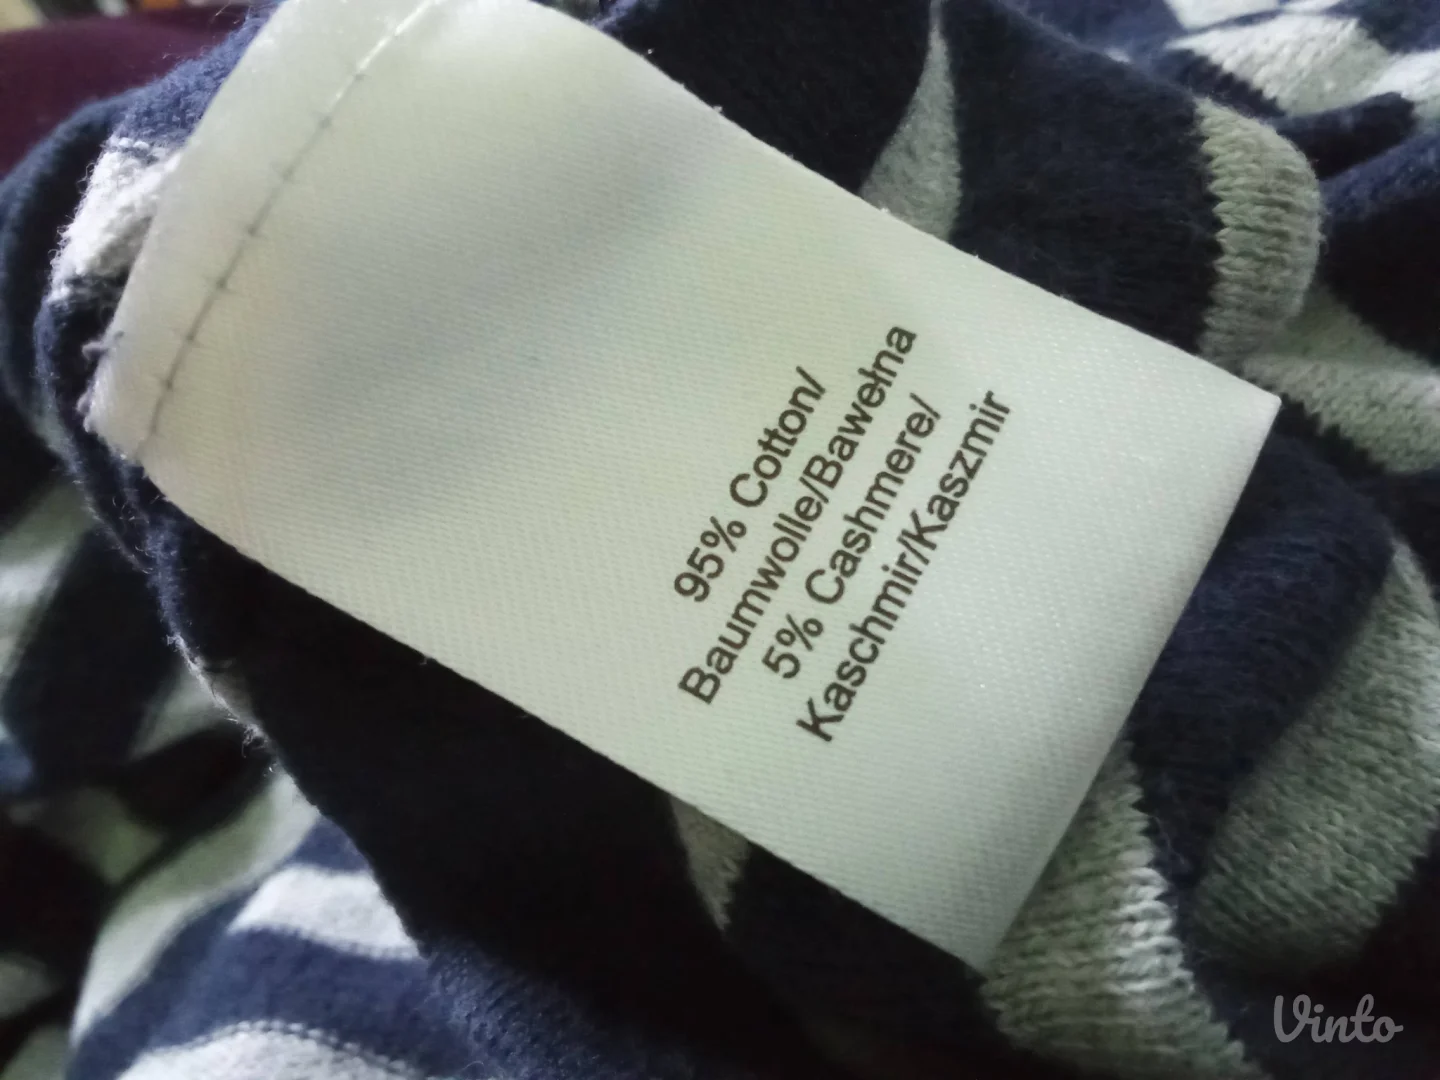 95% Cotton/
Baumwolle/Bawełna
5% Cashmere/
Kaschmir/Kaszmir
Vinto